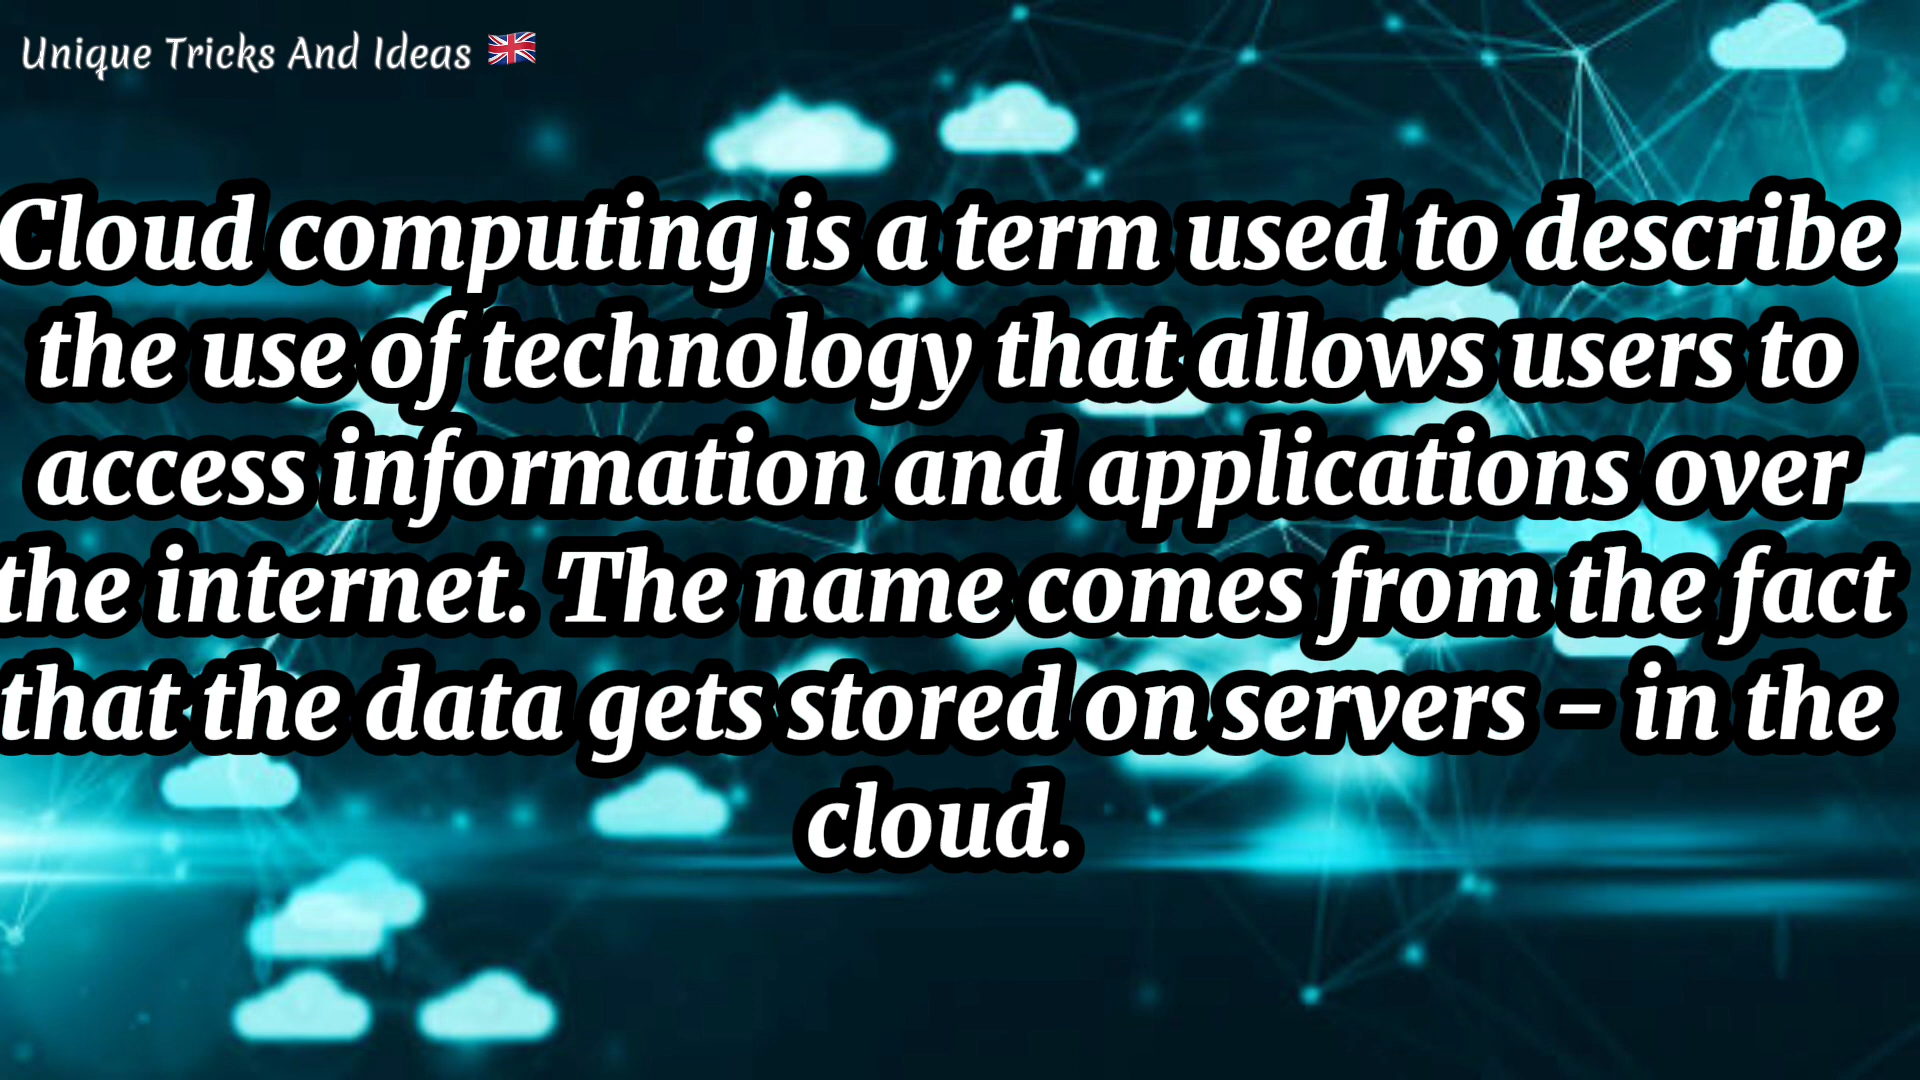 Unique Tricks And Ideas 🇬🇧
Cloud computing is a term used to describe
the use of technology that allows users to
access information and applications over
the internet. The name comes from the fact
that the data gets stored on servers – in the
cloud.